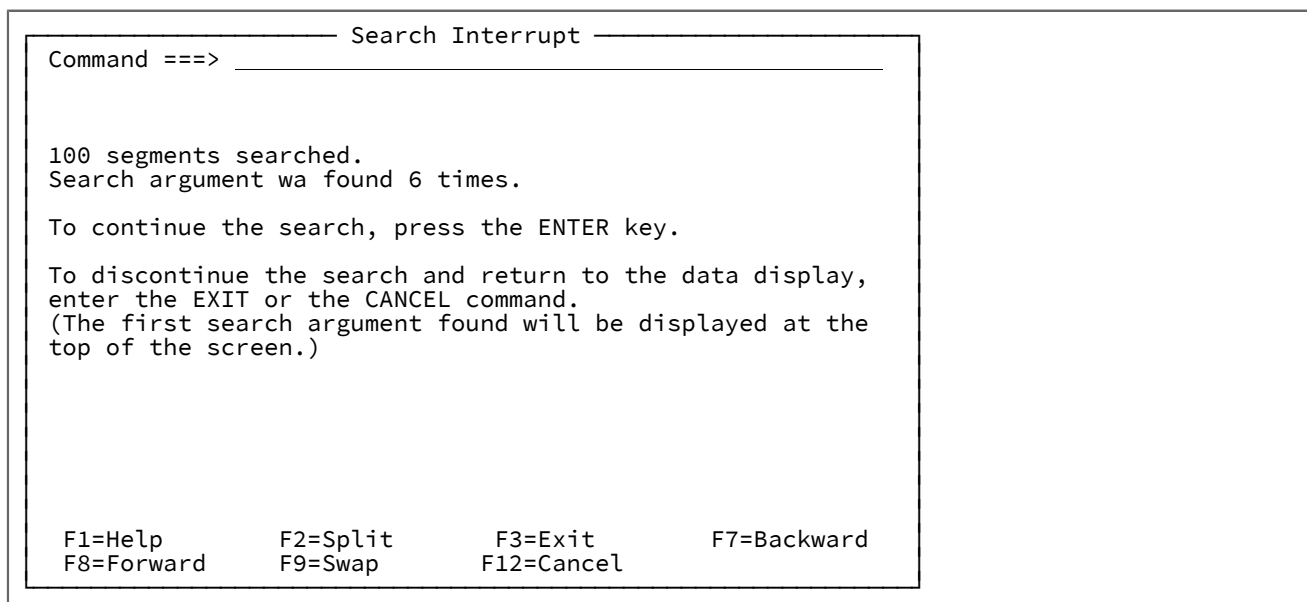 Search Interrupt
Command ===>
100 segments searched.
Search argument wa found 6 times.
To continue the search, press the ENTER key.
To discontinue the search and return to the data display,
enter the EXIT or the CANCEL command.
(The first search argument found will be displayed at the
top of the screen.)
F1=Help F2=Split F3=Exit F7=Backward
F8=Forward F9=Swap F12=Cancel